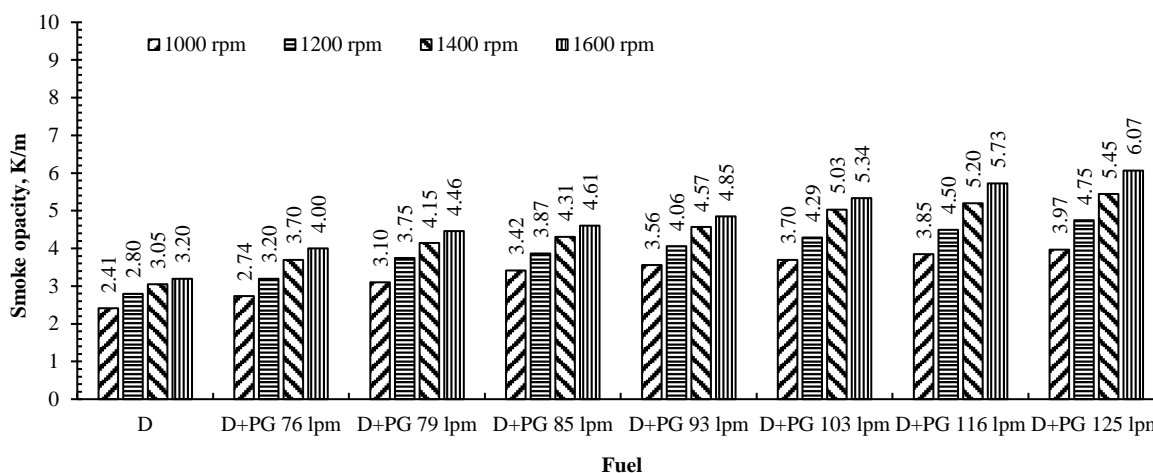 10
9
8
7
6
5
4
3
2
1
0
Smoke opacity, K/m
1000 rpm 1200 rpm 1400 rpm 1600 rpm
2.41 2.80 3.05 3.20
2.74 3.20 3.70 4.00
3.10 3.75 4.15 4.46
3.42 3.87 4.31 4.61
3.56 4.06 4.57 4.85
3.70 4.29 5.03 5.34
3.85 4.50 5.20 5.73
3.97 4.75 5.45 6.07
D D+PG 76 lpm D+PG 79 lpm D+PG 85 lpm D+PG 93 lpm D+PG 103 lpm D+PG 116 lpm D+PG 125 lpm
Fuel